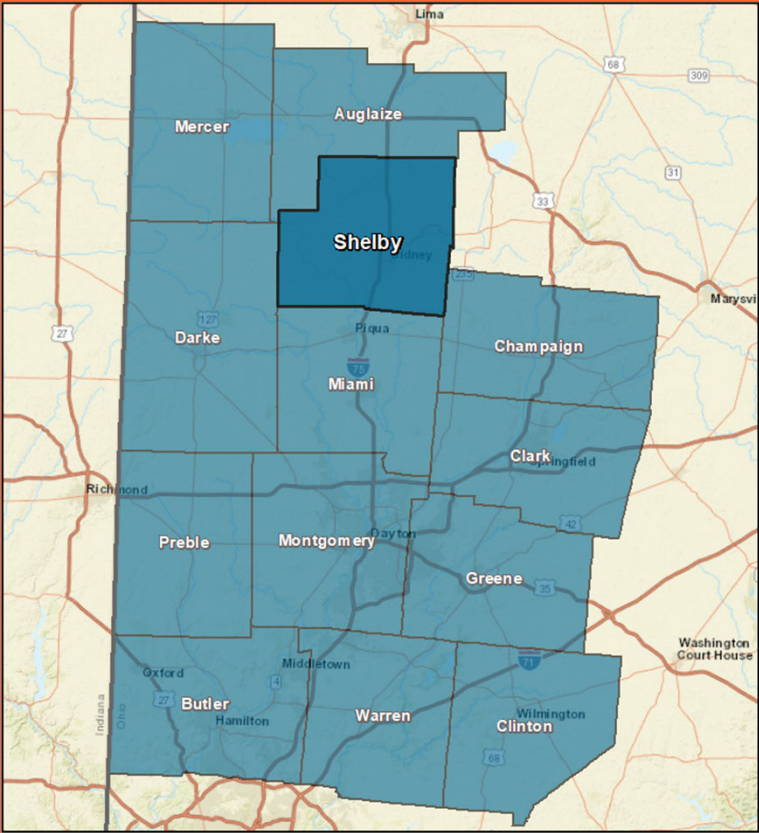 Lima
68
309
Mercer
Auglaize
31
33
Shelby
Sidney
235
Marysvi
127
27
Darke
Piqua
Champaign
75
Miami
Clark
Springfield
Richmond
42
Dayton
Preble
Montgomery
Greene
35
Washington
Court House
71
Middletown
Oxford
4
27
Butler
Hamilton
Warren
Wilmington
Clinton
68
Indiana
Ohio